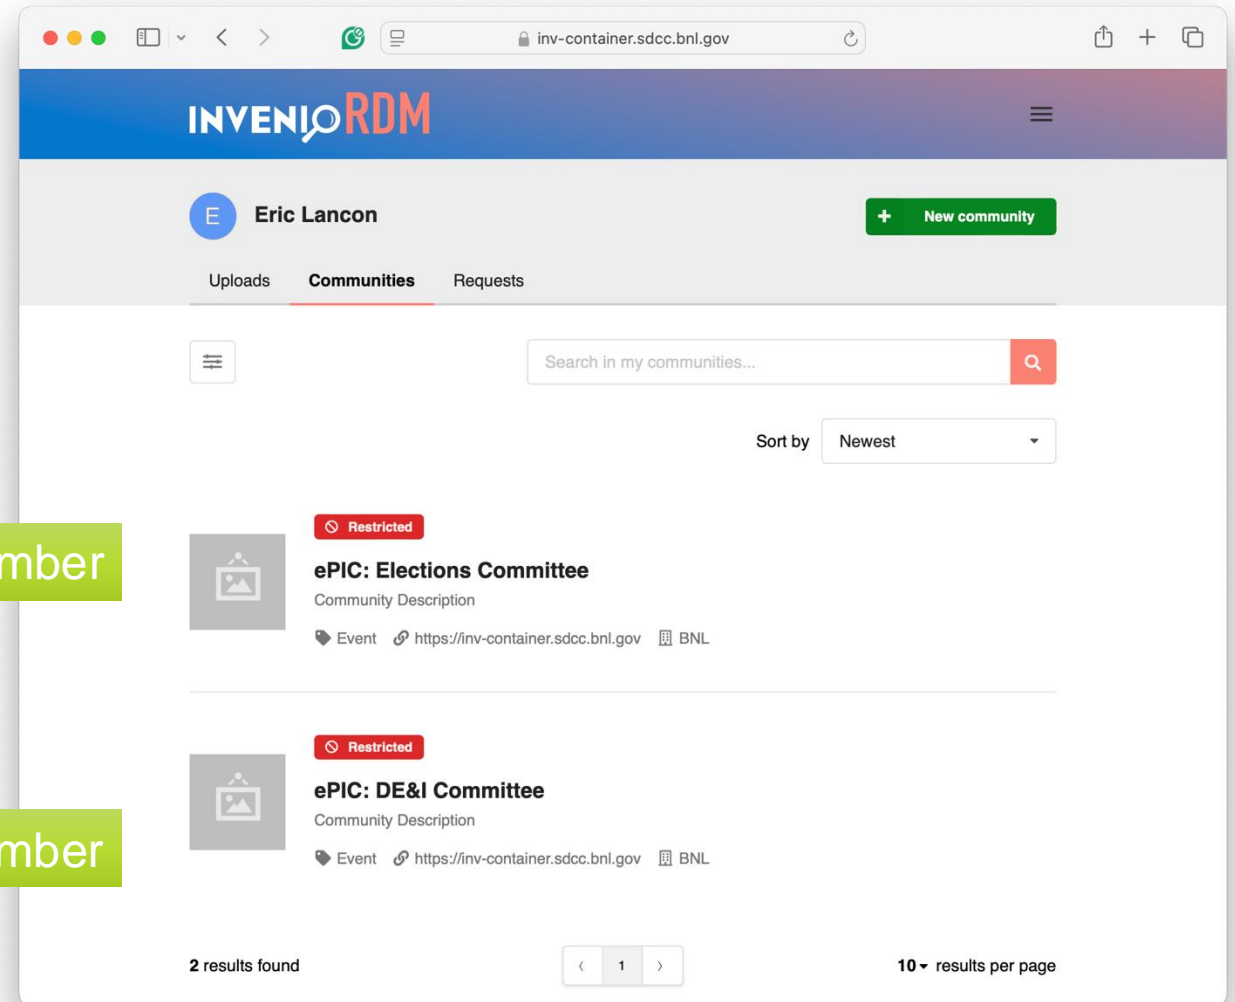 inv-container.sdcc.bnl.gov
INVENIO RDM
E Eric Lancon
+ New community
Uploads Communities Requests
Search in my communities...
Sort by Newest
Restricted
ePIC: Elections Committee
Community Description
Event https://inv-container.sdcc.bnl.gov BNL
mber
Restricted
ePIC: DE&I Committee
Community Description
Event https://inv-container.sdcc.bnl.gov BNL
mber
2 results found
1
10 results per page